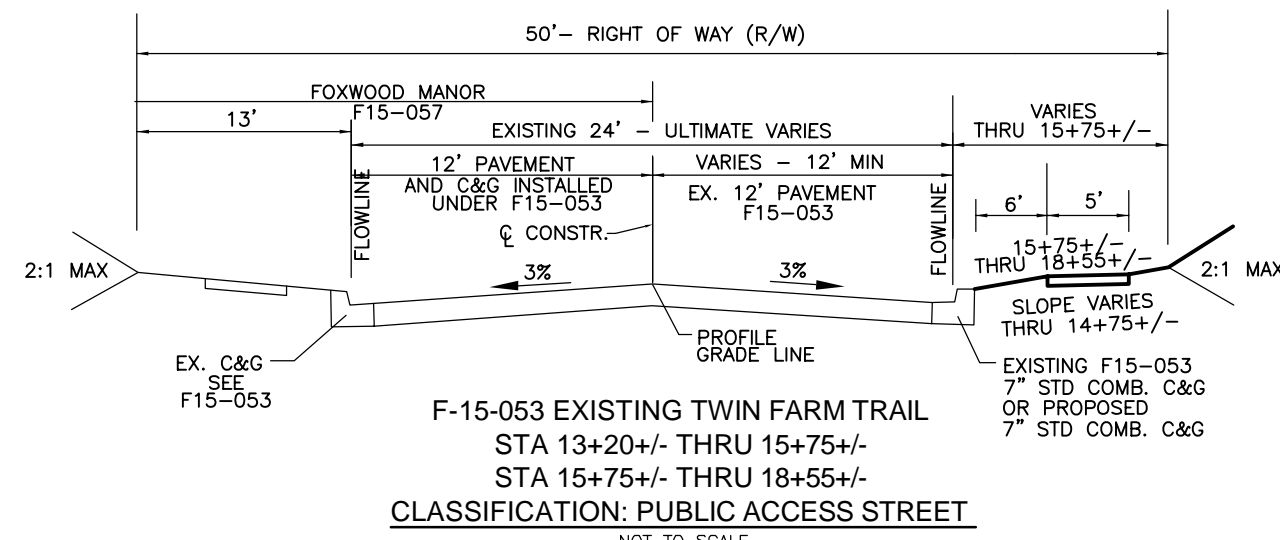 50'- RIGHT OF WAY (R/W)
FOXWOOD MANOR
F15-057
13'
VARIES
THRU 15+75+/-
EXISTING 24' - ULTIMATE VARIES
12' PAVEMENT
AND C&G INSTALLED
UNDER F15-053
VARIES - 12' MIN
EX. 12' PAVEMENT
F15-053
FLOWLINE
FLOWLINE
℄ CONSTR.
6'
5'
15+75+/-
THRU 18+55+/-
2:1 MAX
3%
3%
2:1 MAX
SLOPE VARIES
THRU 14+75+/-
PROFILE
GRADE LINE
EX. C&G
SEE
F15-053
EXISTING F15-053
7" STD COMB. C&G
OR PROPOSED
7" STD COMB. C&G
F-15-053 EXISTING TWIN FARM TRAIL
STA 13+20+/- THRU 15+75+/-
STA 15+75+/- THRU 18+55+/-
CLASSIFICATION: PUBLIC ACCESS STREET
NOT TO SCALE